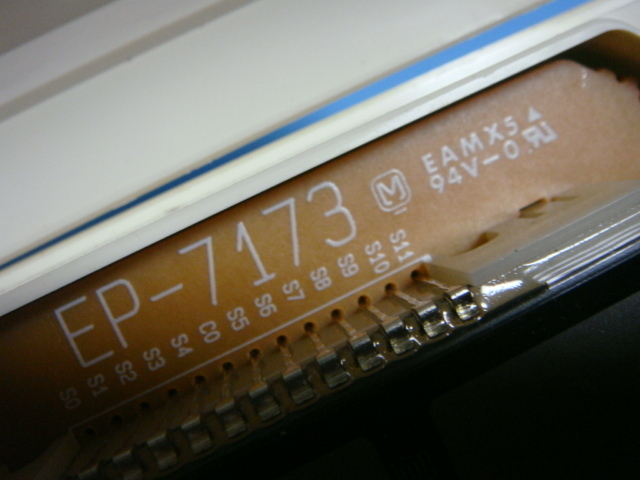 EP-7173
M
EAMX5
94V-0
S0 S1 S2 S3 S4 C0 S5 S6 S7 S8 S9 S10 S11